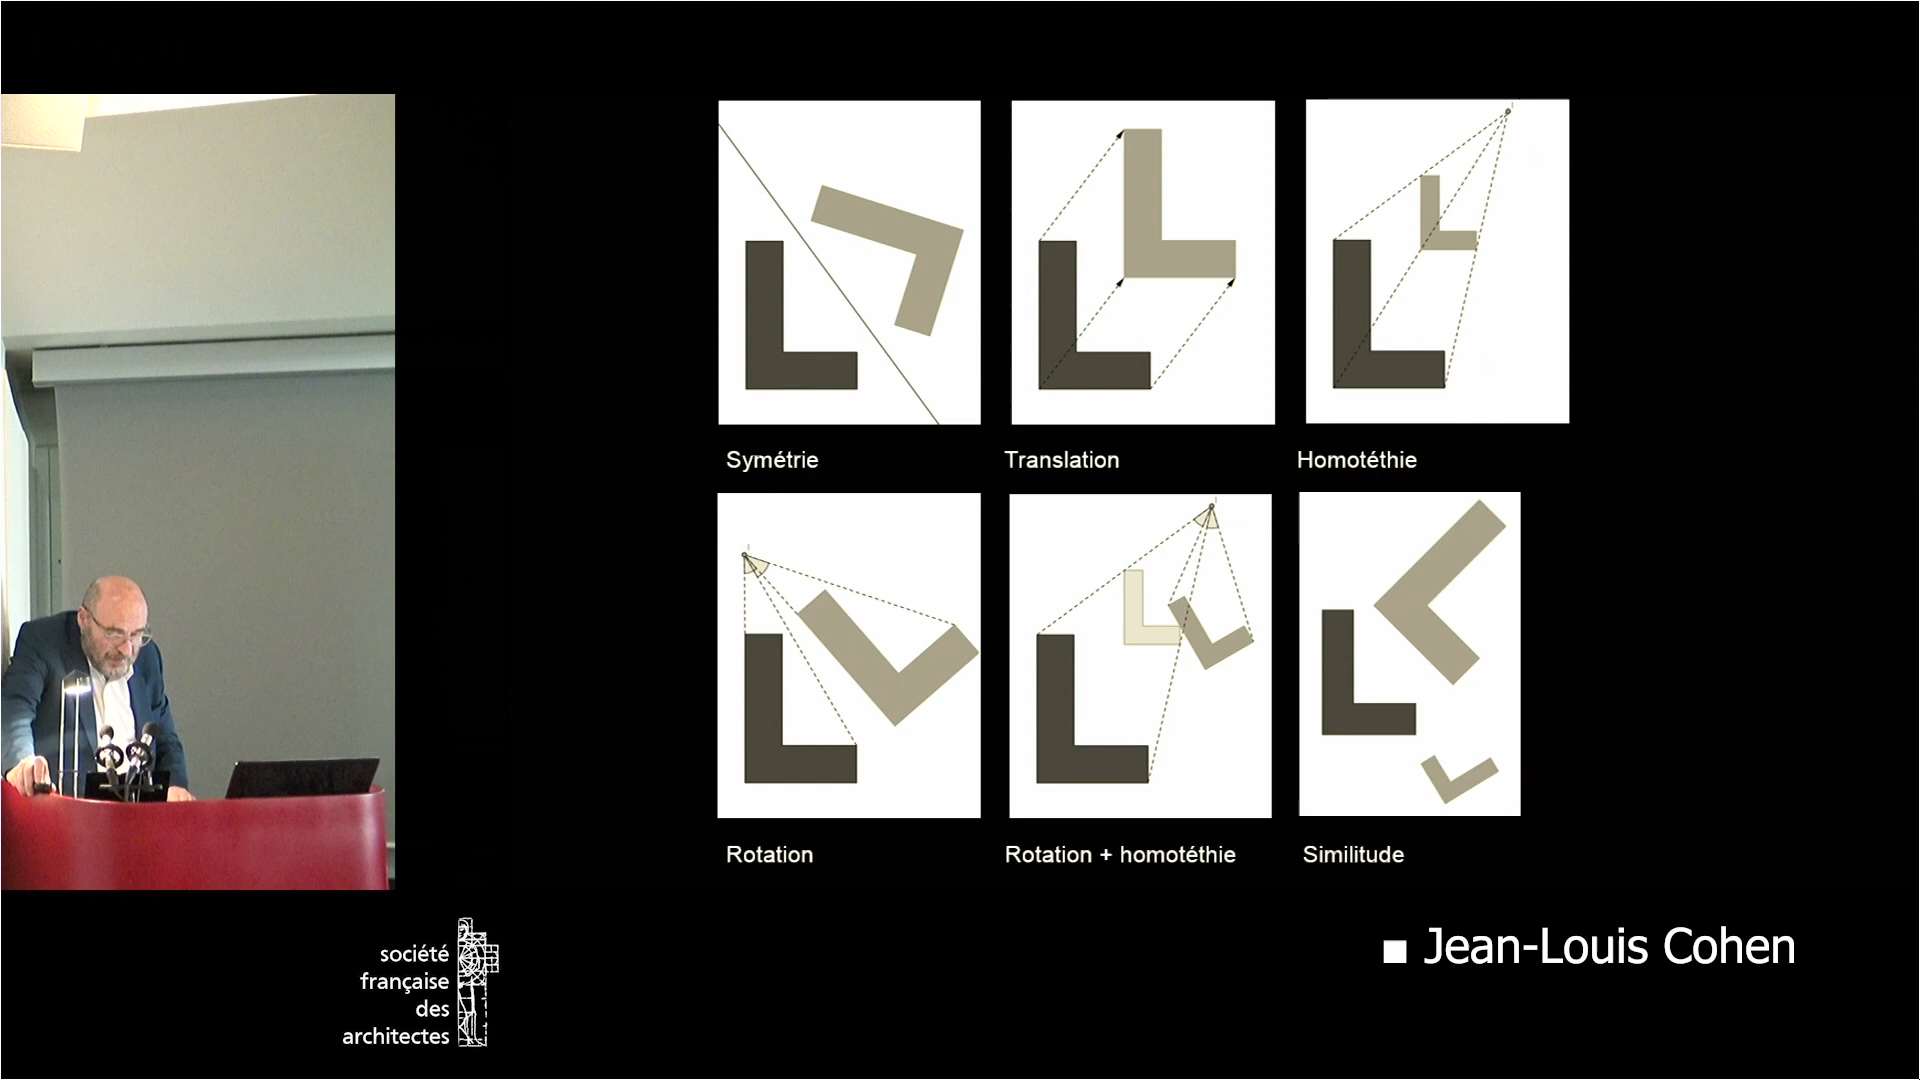 Symétrie
Translation
Homotéthie
Rotation
Rotation + homotéthie
Similitude
société
française
des
architectes
Jean-Louis Cohen